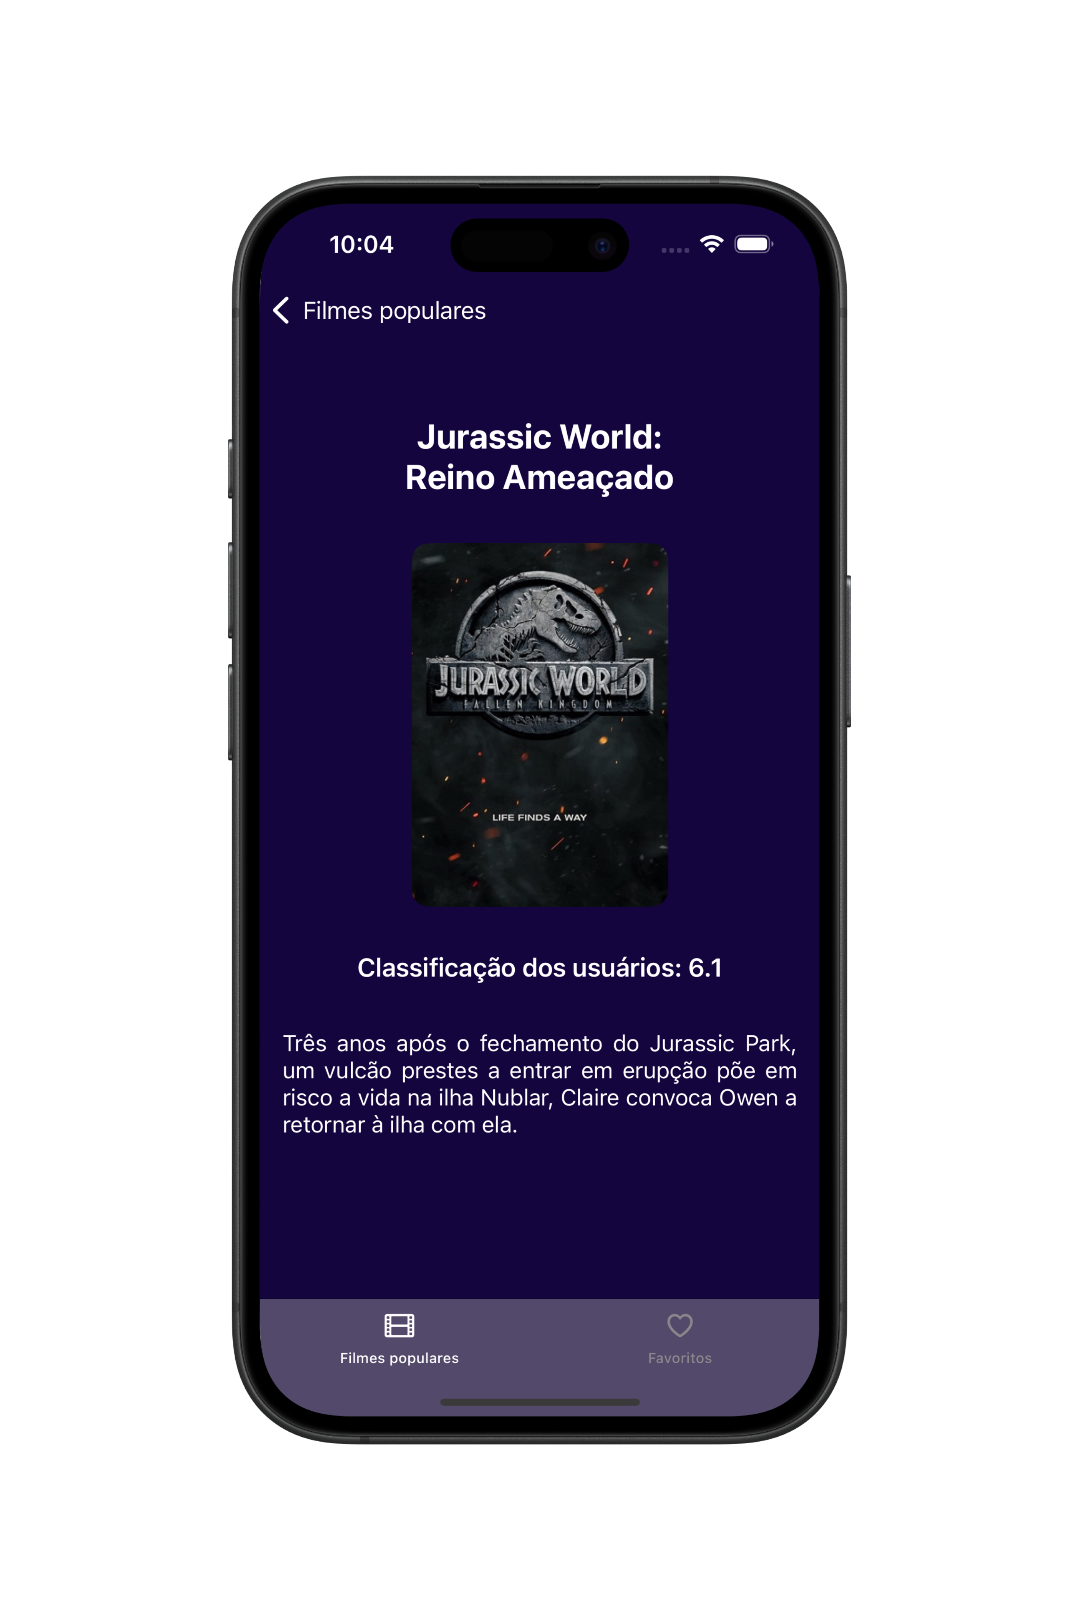 10:04
Filmes populares
Jurassic World:
Reino Ameaçado
JURASSIC WORLD
FALLEN KINGDOM
LIFE FINDS A WAY
Classificação dos usuários: 6.1
Três anos após o fechamento do Jurassic Park,
um vulcão prestes a entrar em erupção põe em
risco a vida na ilha Nublar, Claire convoca Owen a
retornar à ilha com ela.
Filmes populares
Favoritos